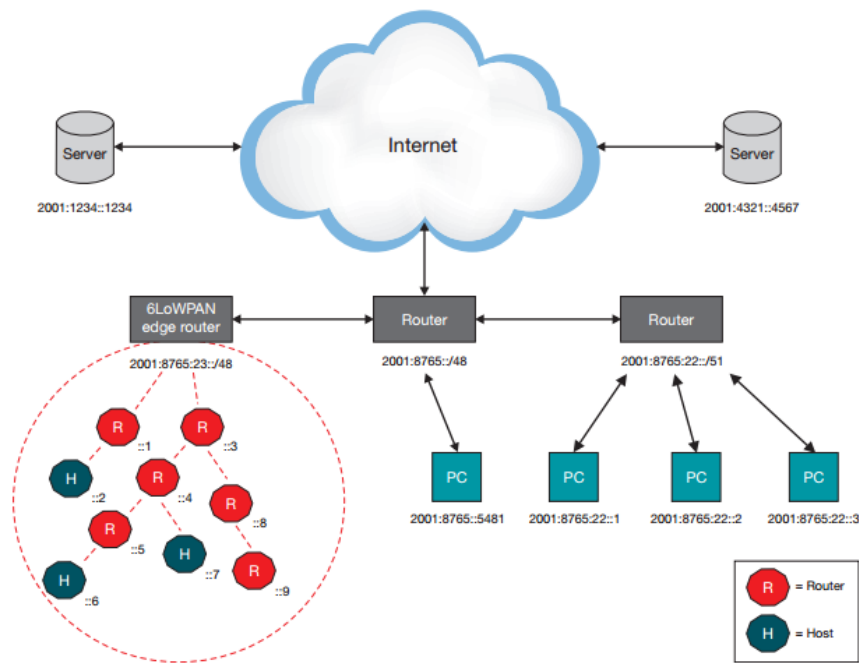 Internet
Server
Server
2001:1234::1234
2001:4321::4567
6LoWPAN
edge router
Router
Router
2001:8765:23::/48
2001:8765::/48
2001:8765:22::/51
R
::1
R
::3
H
::2
R
::4
R
::8
R
::5
H
::7
R
::9
H
::6
PC
PC
PC
PC
2001:8765::5481
2001:8765:22::1
2001:8765:22::2
2001:8765:22::3
R = Router
H = Host